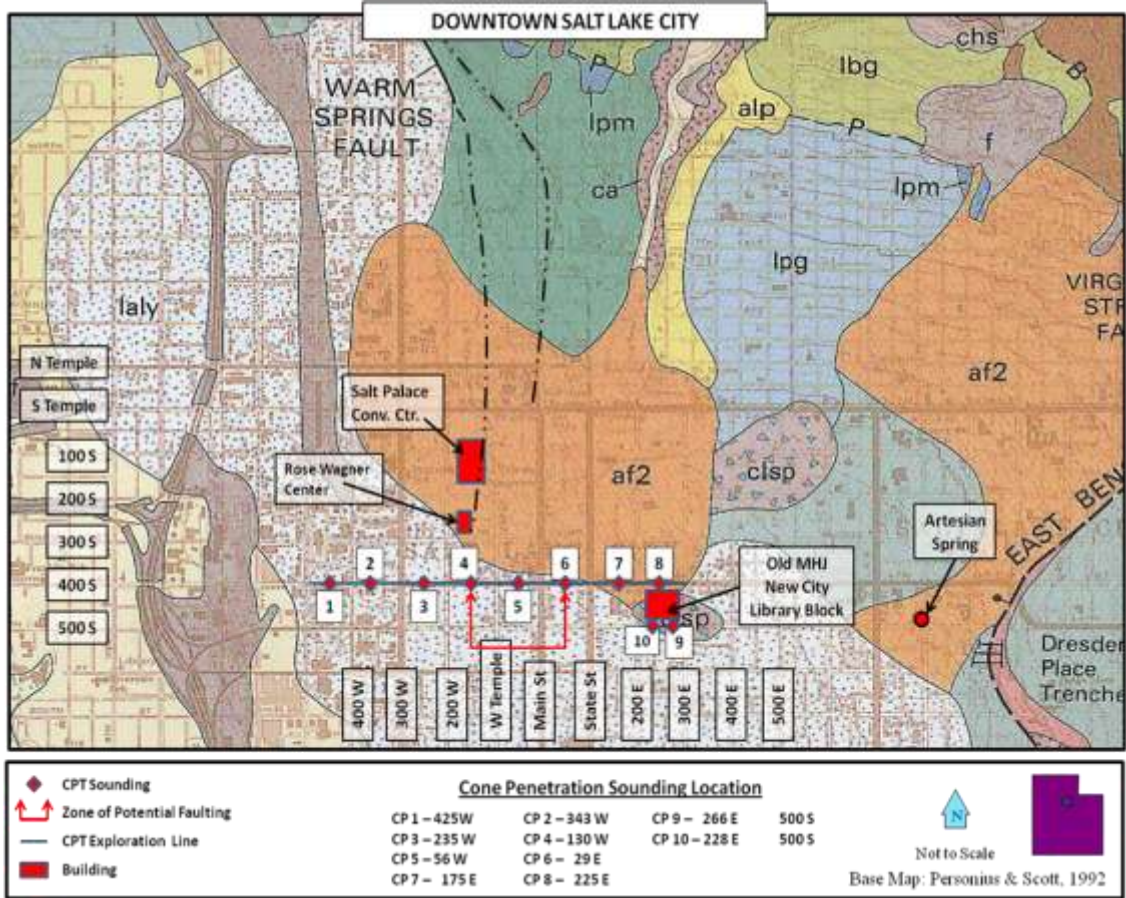 DOWNTOWN SALT LAKE CITY
chs
lbg
B
P
WARM
SPRINGS
FAULT
lpm
alp
P
f
ca
lpm
lpg
VIRG
STR
FA
laly
N Temple
S Temple
Salt Palace
Conv. Ctr.
af2
100 S
Rose Wagner
Center
af2
clsp
200 S
EAST BEN
Artesian
Spring
300 S
400 S
2
4
6
7
8
Old MHJ
New City
Library Block
1
3
5
500 S
sp
10
9
Dresden
Place
Trenche
400 W
300 W
200 W
W Temple
Main St
State St
200 E
300 E
400 E
500 E
CPT Sounding
Zone of Potential Faulting
CPT Exploration Line
Building
Cone Penetration Sounding Location
CP 1 – 425 W CP 2 – 343 W CP 9 – 266 E 500 S
CP 3 – 235 W CP 4 – 130 W CP 10 – 228 E 500 S
CP 5 – 56 W CP 6 – 29 E
CP 7 – 175 E CP 8 – 225 E
N
Not to Scale
Base Map: Personius & Scott, 1992